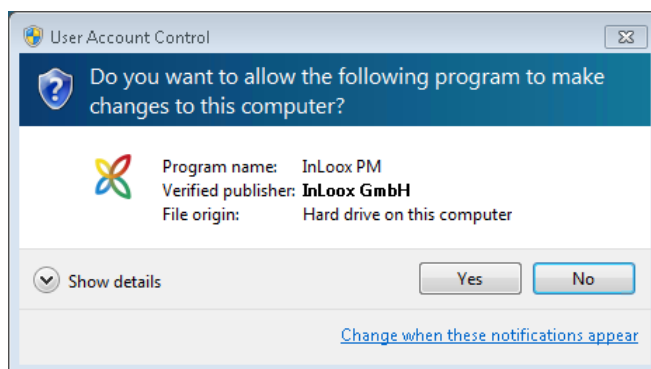 User Account Control
Do you want to allow the following program to make
changes to this computer?
Program name: InLoox PM
Verified publisher: InLoox GmbH
File origin: Hard drive on this computer
Show details
Yes
No
Change when these notifications appear